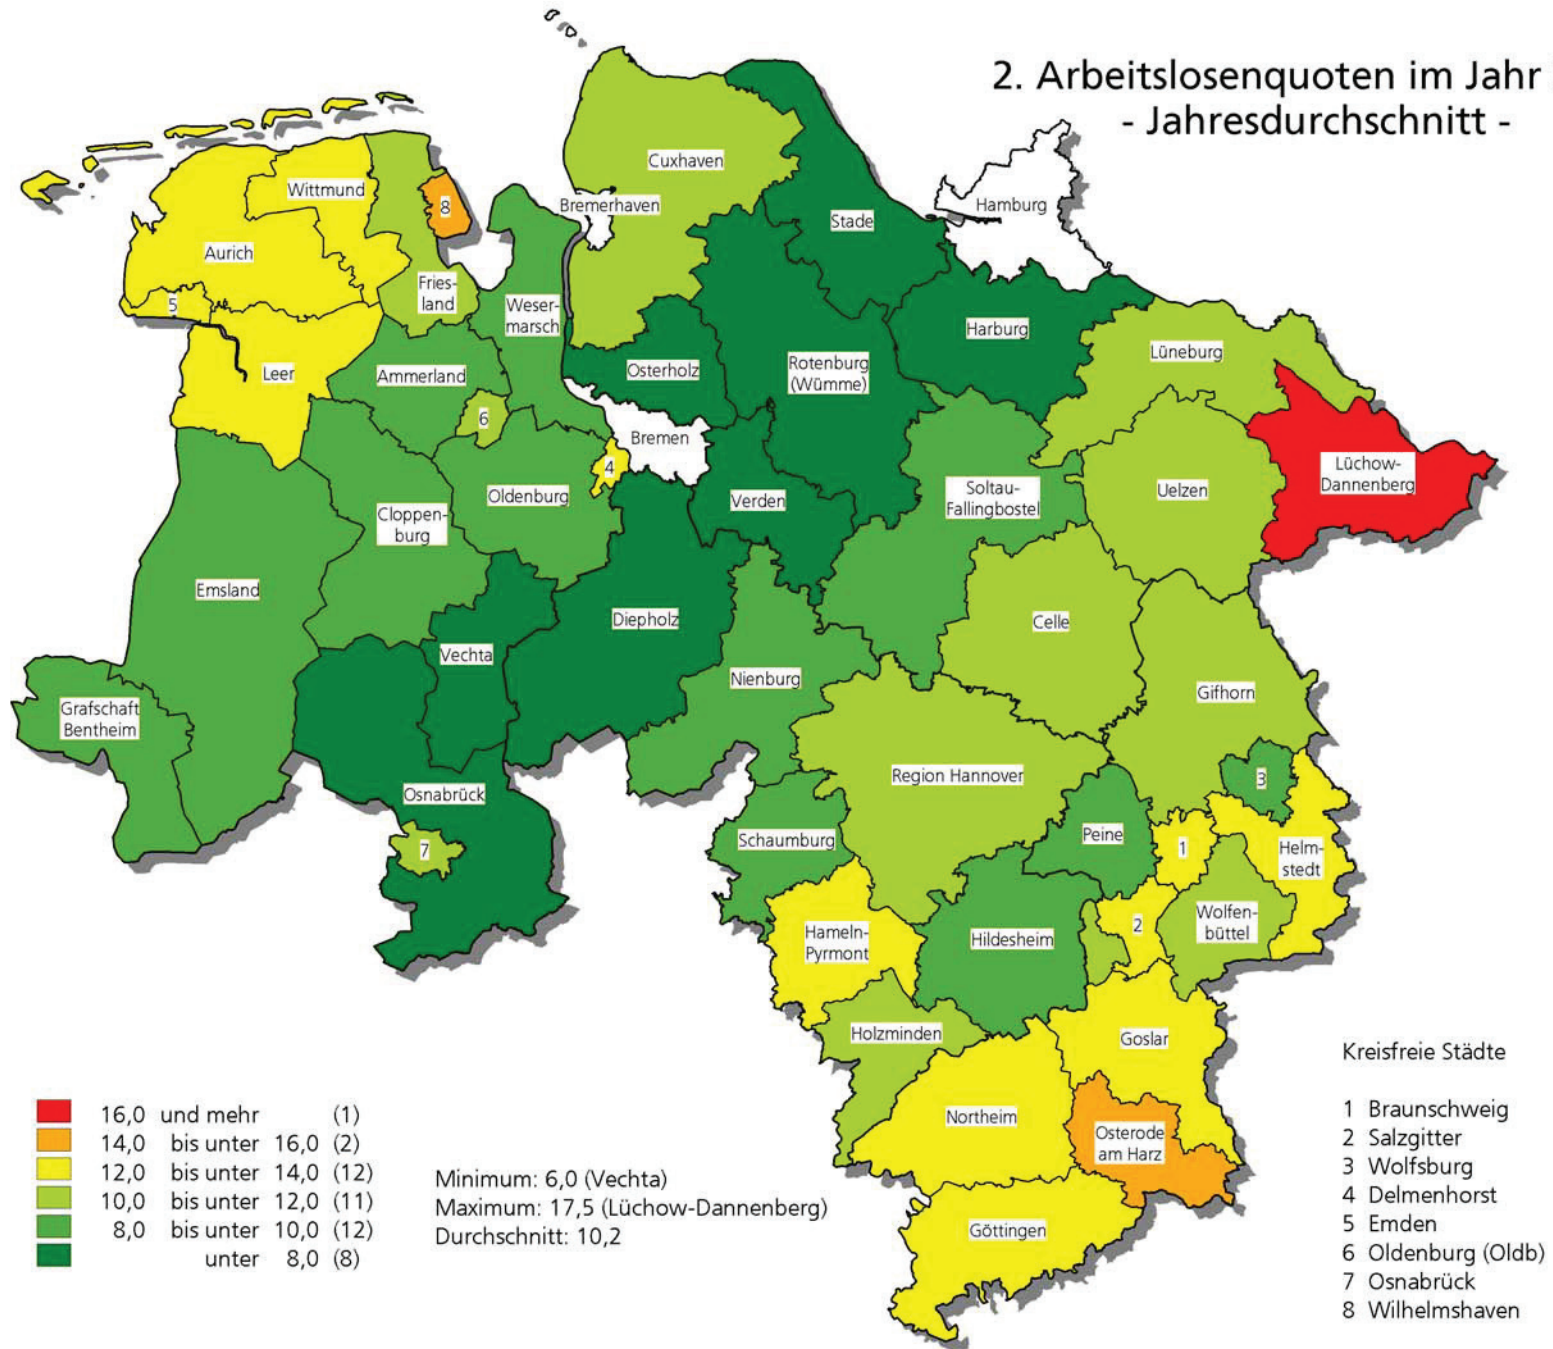 2. Arbeitslosenquoten im Jahr
- Jahresdurchschnitt -
Cuxhaven
Wittmund
8
Bremerhaven
Hamburg
Stade
Aurich
Fries-
land
5
Weser-
marsch
Harburg
Lüneburg
Leer
Ammerland
Osterholz
Rotenburg
(Wümme)
6
Bremen
4
Lüchow-
Dannenberg
Oldenburg
Verden
Soltau-
Fallingbostel
Uelzen
Cloppen-
burg
Emsland
Diepholz
Celle
Vechta
Nienburg
Gifhorn
Grafschaft
Bentheim
Region Hannover
3
Osnabrück
7
Schaumburg
Peine
1
Helm-
stedt
Hameln-
Pyrmont
Hildesheim
2
Wolfen-
büttel
Holzminden
Goslar
Northeim
Osterode
am Harz
Göttingen
16,0 und mehr (1)
14,0 bis unter 16,0 (2)
12,0 bis unter 14,0 (12)
10,0 bis unter 12,0 (11)
8,0 bis unter 10,0 (12)
unter 8,0 (8)
Minimum: 6,0 (Vechta)
Maximum: 17,5 (Lüchow-Dannenberg)
Durchschnitt: 10,2
Kreisfreie Städte
1 Braunschweig
2 Salzgitter
3 Wolfsburg
4 Delmenhorst
5 Emden
6 Oldenburg (Oldb)
7 Osnabrück
8 Wilhelmshaven